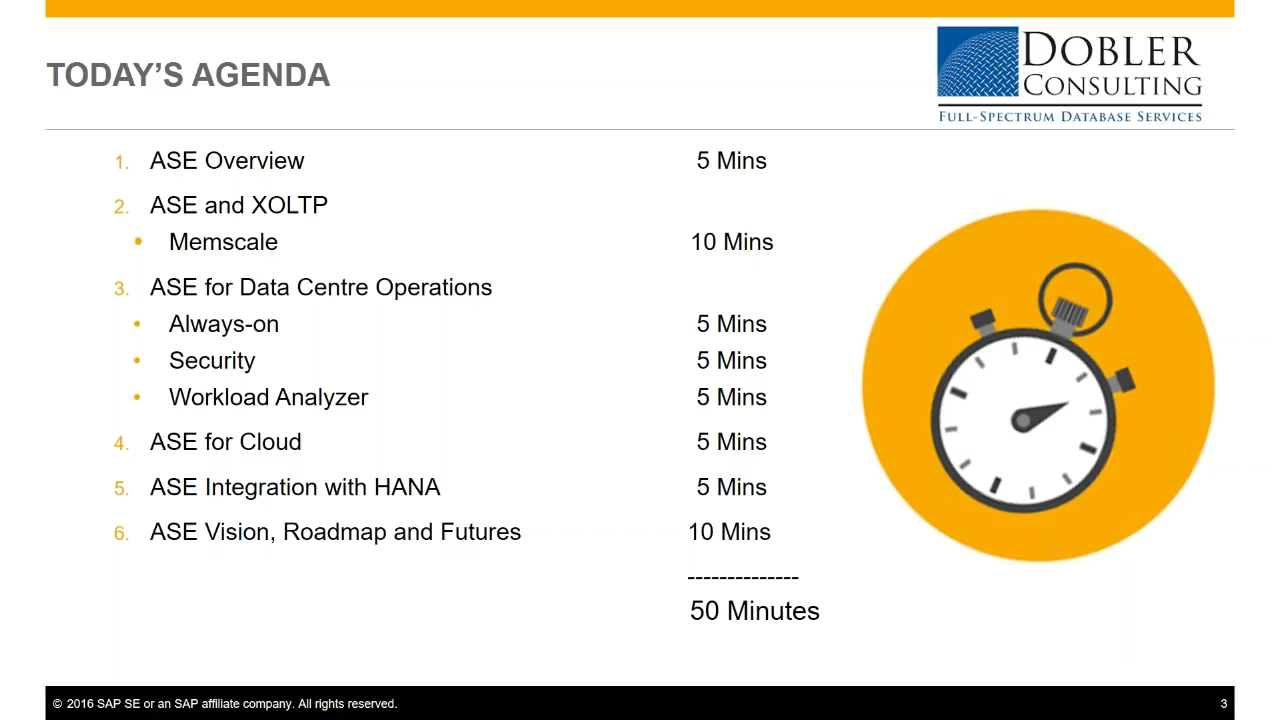 TODAY'S AGENDA
DOBLER
CONSULTING
FULL-SPECTRUM DATABASE SERVICES
1. ASE Overview 5 Mins
2. ASE and XOLTP
• Memscale 10 Mins
3. ASE for Data Centre Operations
• Always-on 5 Mins
• Security 5 Mins
• Workload Analyzer 5 Mins
4. ASE for Cloud 5 Mins
5. ASE Integration with HANA 5 Mins
6. ASE Vision, Roadmap and Futures 10 Mins
--------------
50 Minutes
© 2016 SAP SE or an SAP affiliate company. All rights reserved. 3